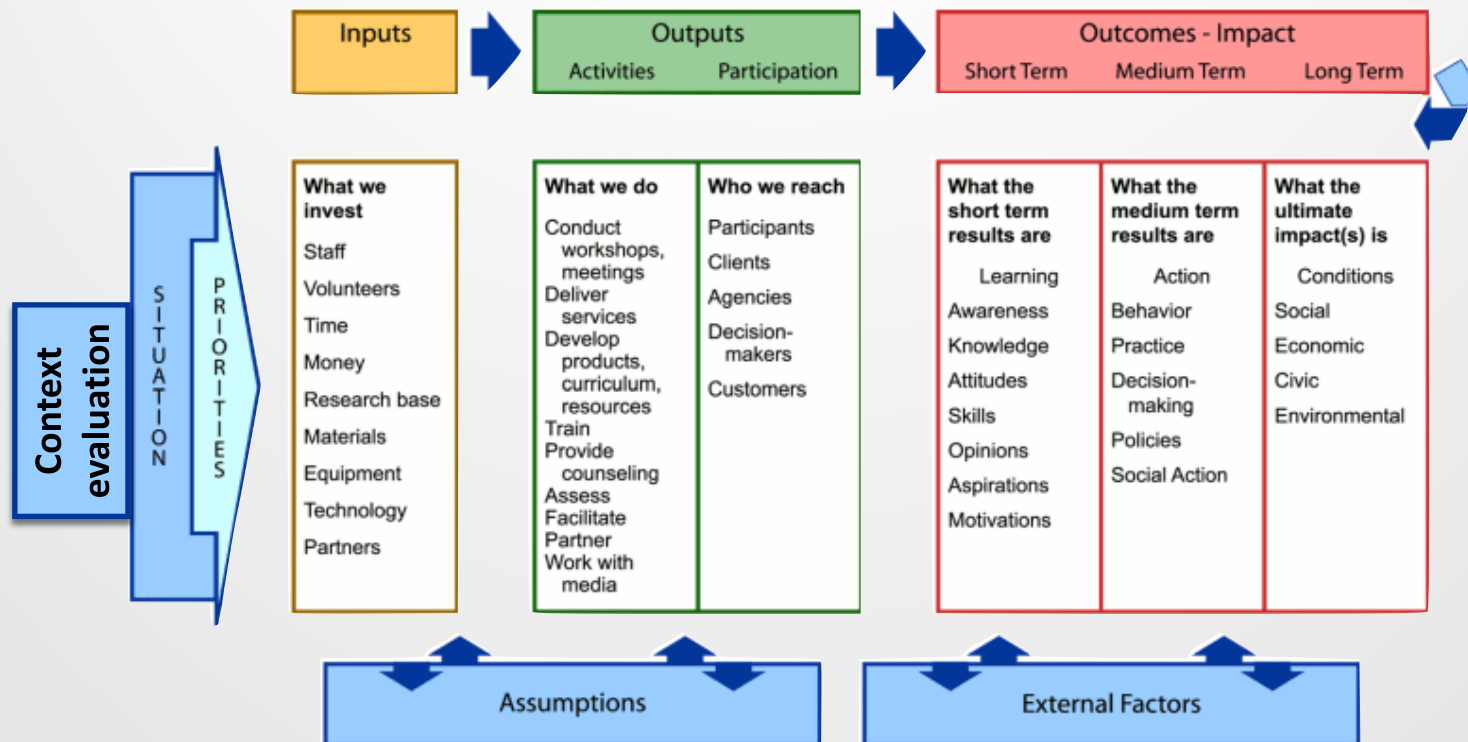 Inputs
Outputs
Activities
Participation
Outcomes - Impact
Short Term
Medium Term
Long Term
Context
evaluation
SITUATION
PRIORITIES
What we
invest
Staff
Volunteers
Time
Money
Research base
Materials
Equipment
Technology
Partners
What we do
Conduct
workshops,
meetings
Deliver
services
Develop
products,
curriculum,
resources
Train
Provide
counseling
Assess
Facilitate
Partner
Work with
media
Who we reach
Participants
Clients
Agencies
Decision-
makers
Customers
What the
short term
results are
Learning
Awareness
Knowledge
Attitudes
Skills
Opinions
Aspirations
Motivations
What the
medium term
results are
Action
Behavior
Practice
Decision-
making
Policies
Social Action
What the
ultimate
impact(s) is
Conditions
Social
Economic
Civic
Environmental
Assumptions
External Factors